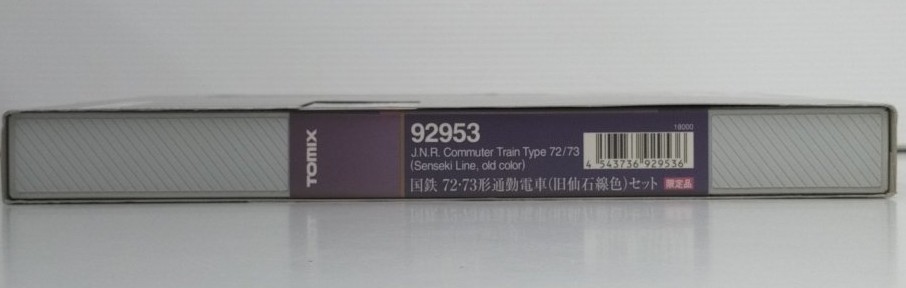 TOMIX
92953
J.N.R. Commuter Train Type 72/73
(Senseki Line, old color)
国鉄 72・73形通勤電車(旧仙石線色)セット 限定品
18000
4 543736 929536